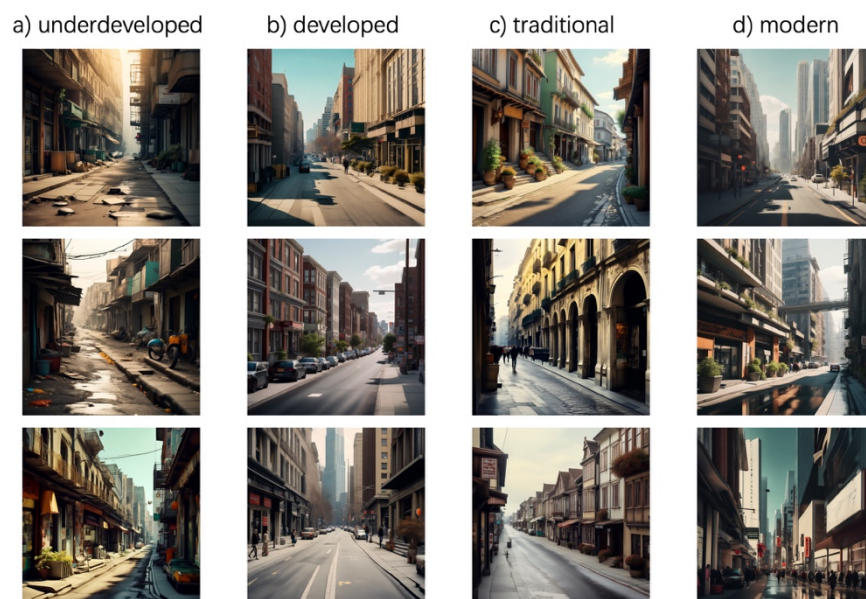 a) underdeveloped
b) developed
c) traditional
d) modern